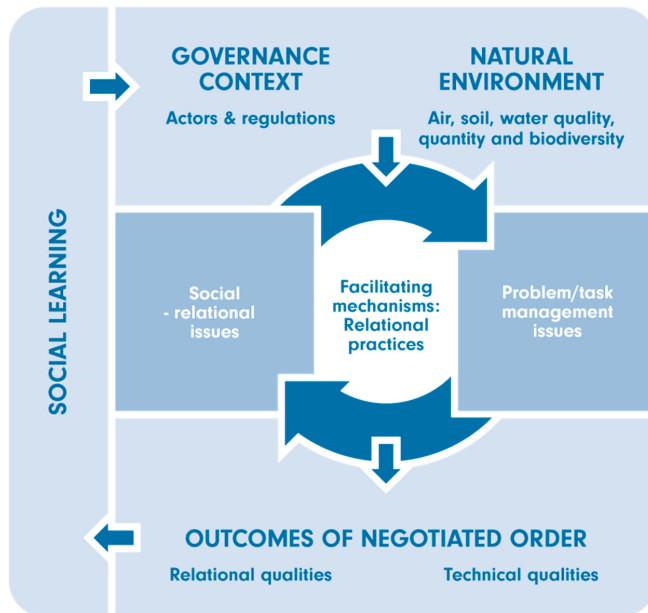 SOCIAL LEARNING
GOVERNANCE
CONTEXT
Actors & regulations
NATURAL
ENVIRONMENT
Air, soil, water quality,
quantity and biodiversity
Social
- relational
issues
Facilitating
mechanisms:
Relational
practices
Problem/task
management
issues
OUTCOMES OF NEGOTIATED ORDER
Relational qualities
Technical qualities